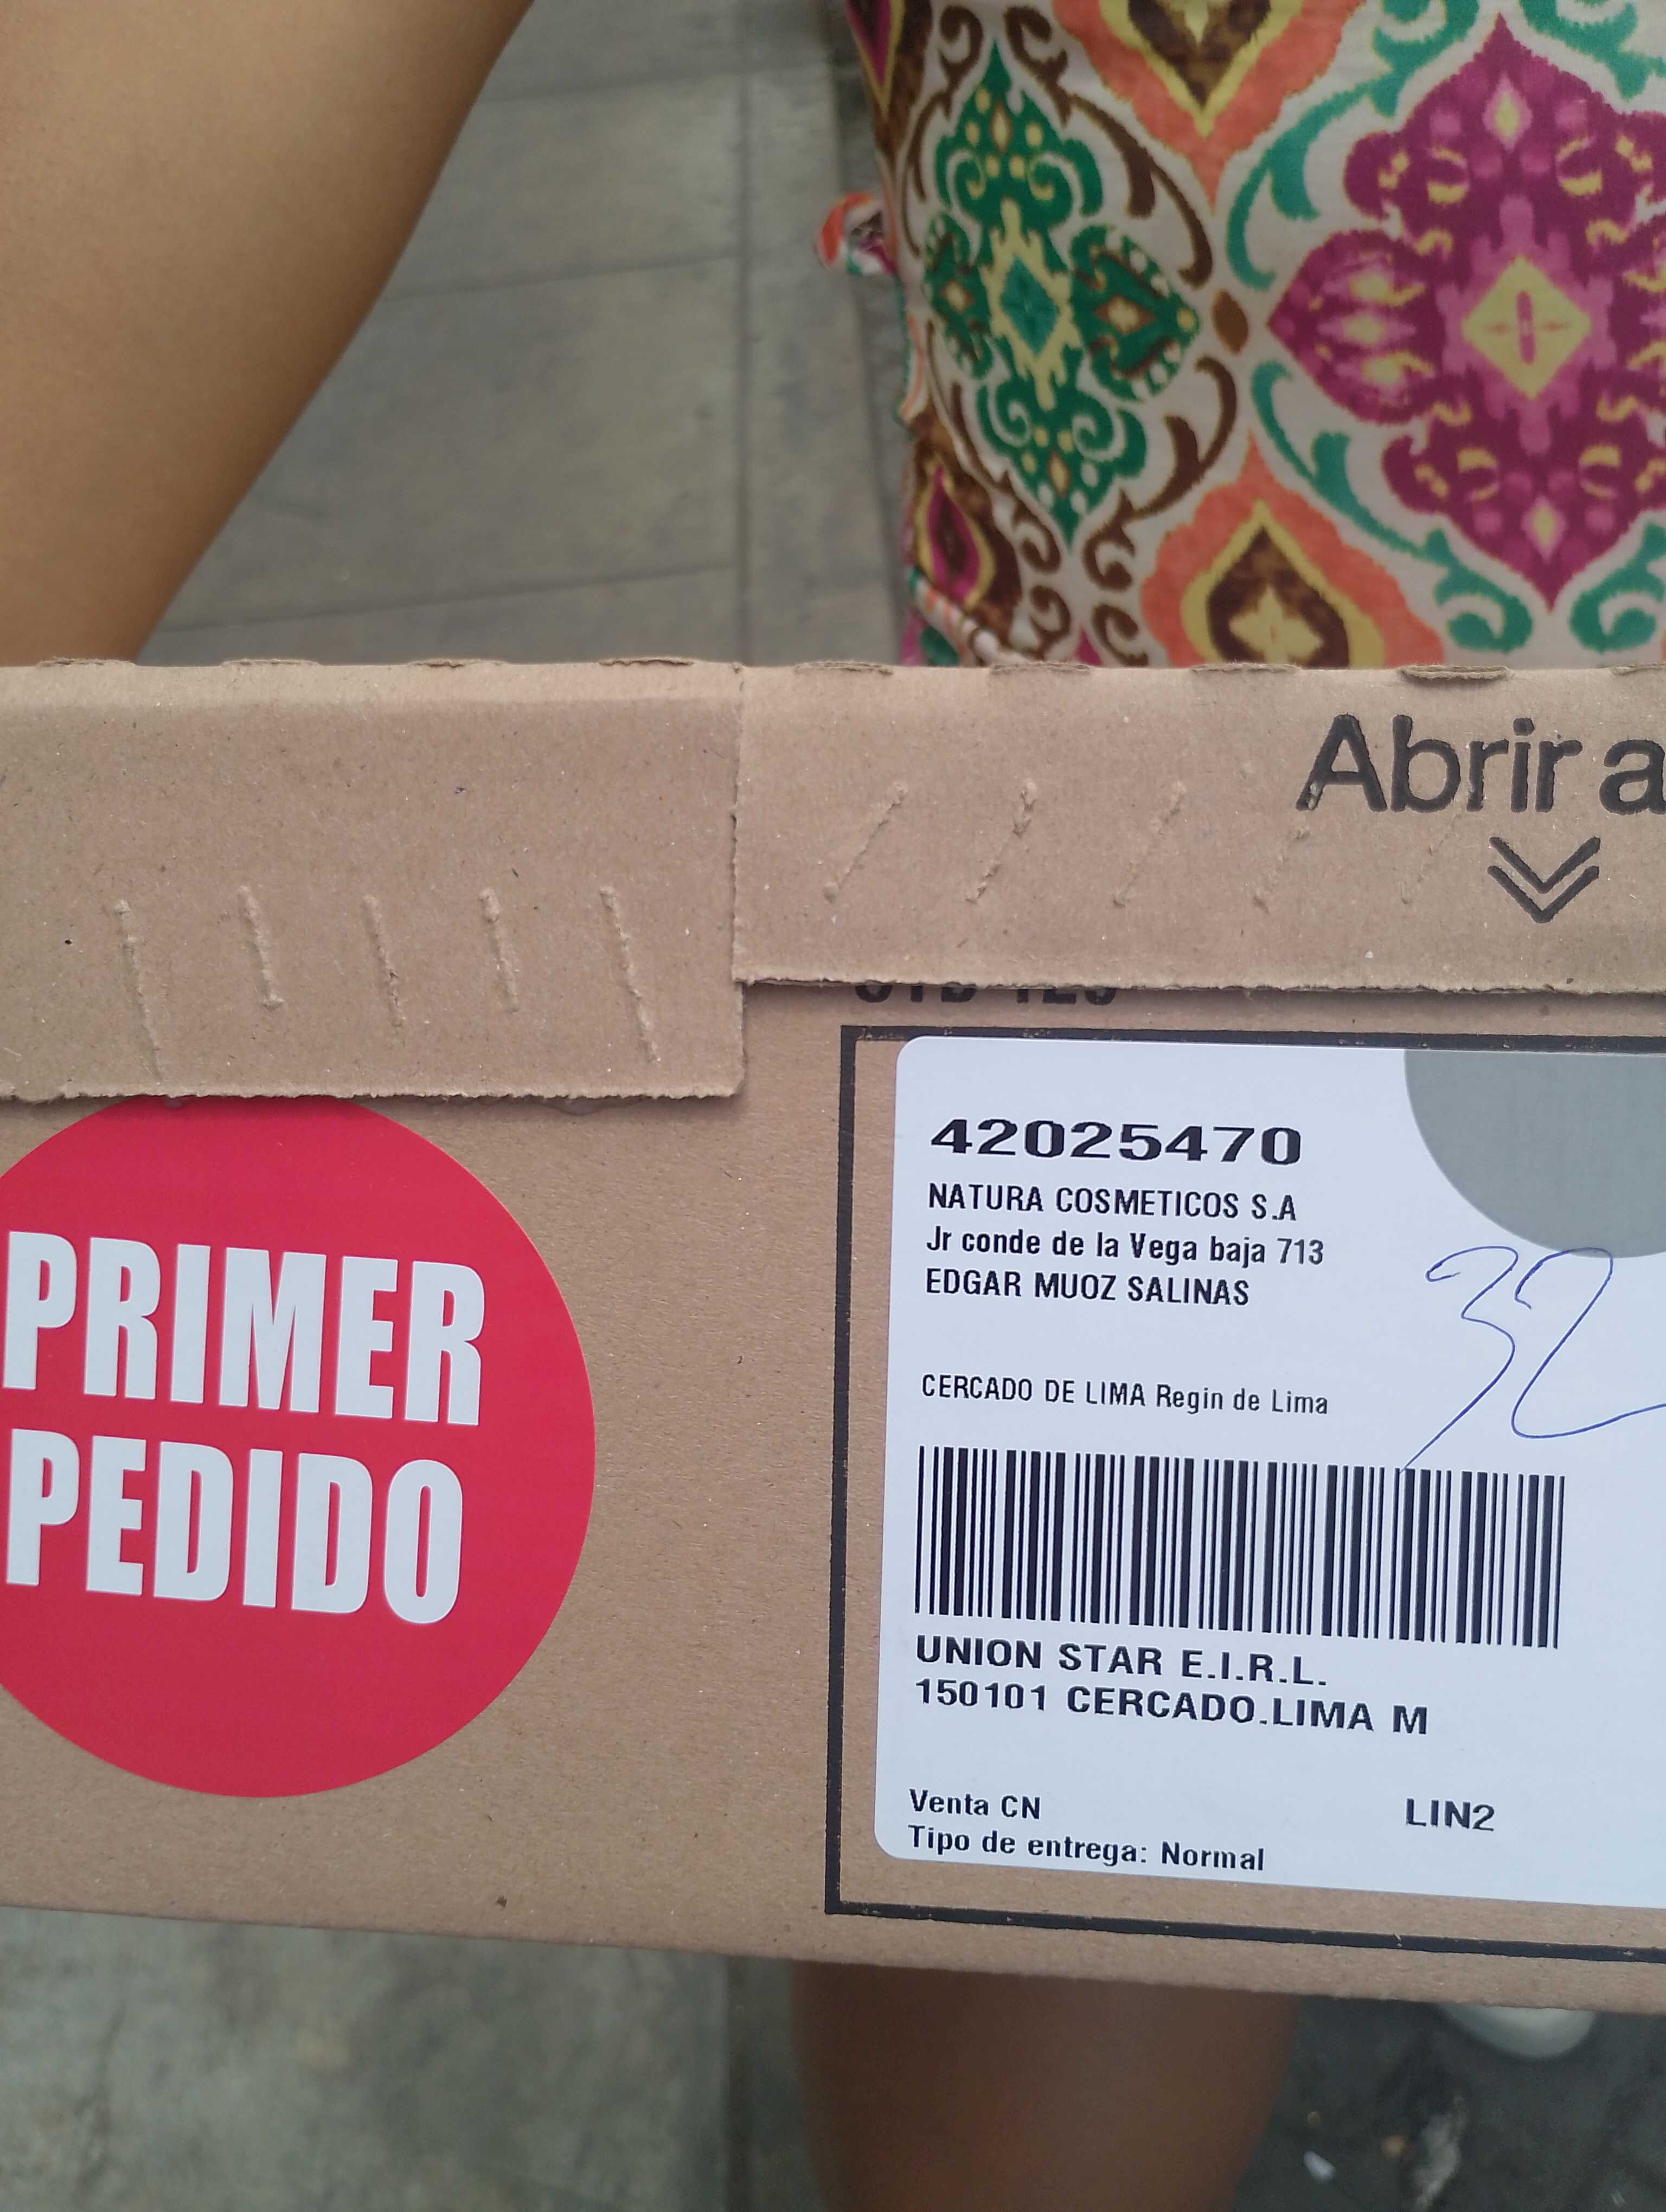 Abrir a
PRIMER
PEDIDO
42025470
NATURA COSMETICOS S.A
Jr conde de la Vega baja 713
EDGAR MUOZ SALINAS
32
CERCADO DE LIMA Regin de Lima
UNION STAR E.I.R.L.
150101 CERCADO.LIMA M
Venta CN
LIN2
Tipo de entrega: Normal